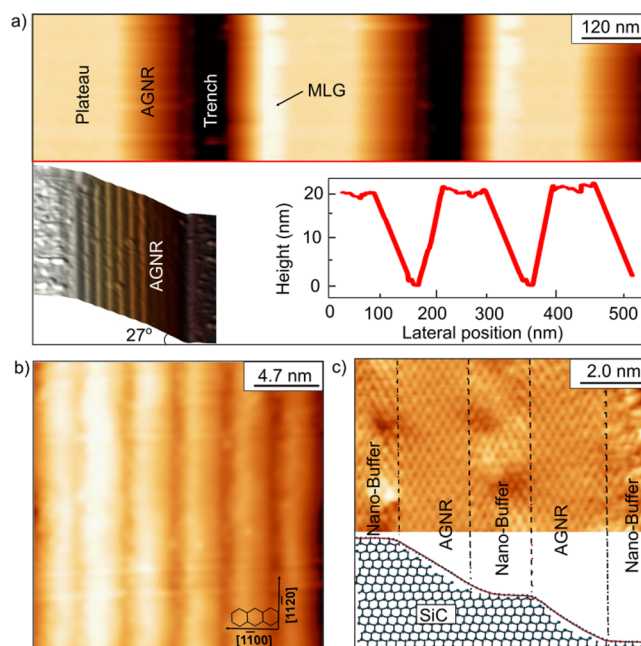 a)
120 nm
Plateau
AGNR
Trench
MLG
AGNR
27°
Height (nm)
20
10
0
0
100
200
300
400
500
Lateral position (nm)
b)
4.7 nm
[1120]
[1100]
c)
2.0 nm
Nano-Buffer
AGNR
Nano-Buffer
AGNR
Nano-Buffer
SiC